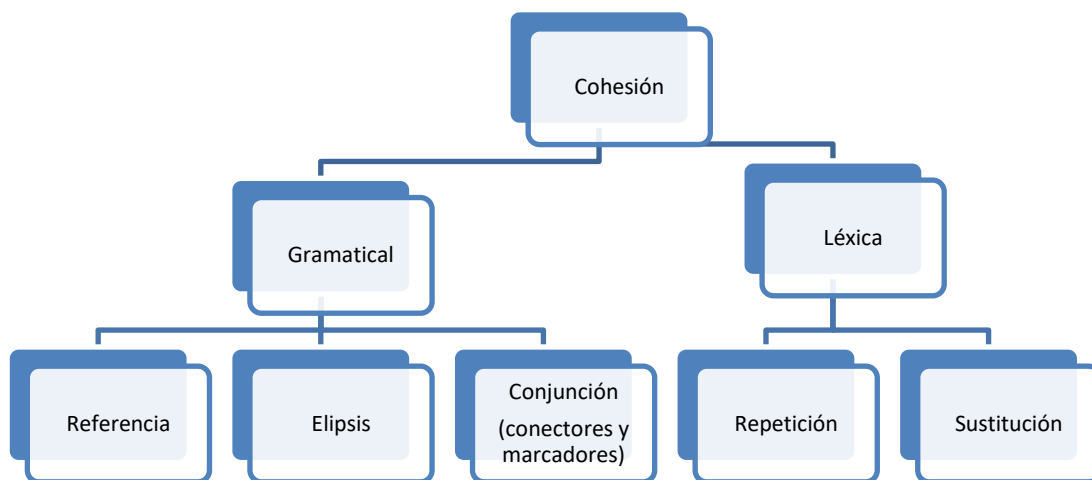 Cohesión
Gramatical
Léxica
Referencia
Elipsis
Conjunción
(conectores y
marcadores)
Repetición
Sustitución